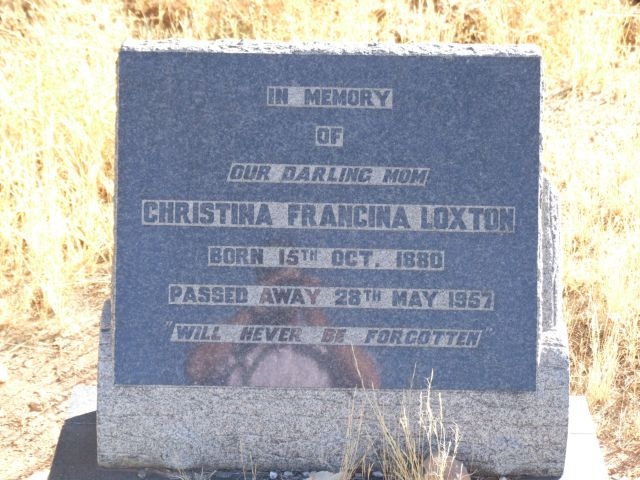 IN MEMORY
OF
OUR DARLING MOM
CHRISTINA FRANCINA LOXTON
BORN 15TH OCT. 1880
PASSED AWAY 28TH MAY 1957
"WILL NEVER BE FORGOTTEN"